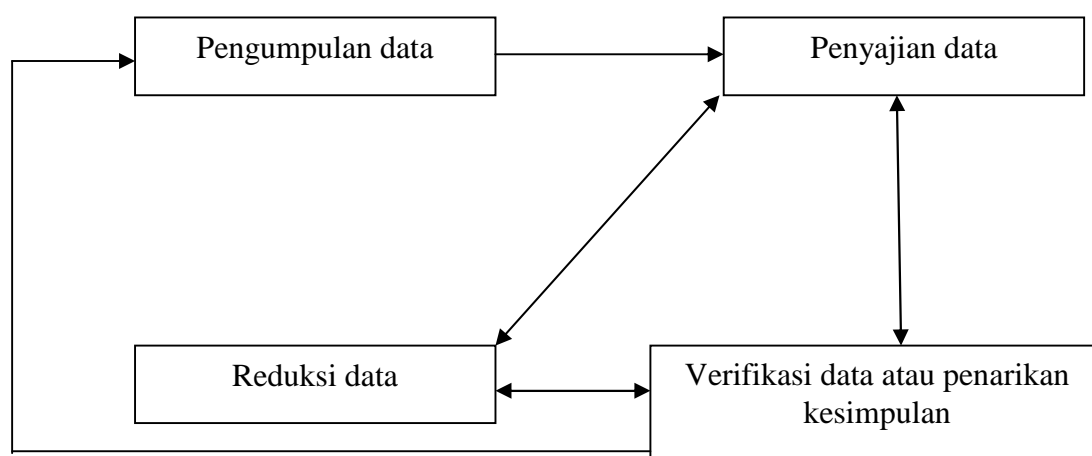 Pengumpulan data
Penyajian data
Reduksi data
Verifikasi data atau penarikan
kesimpulan